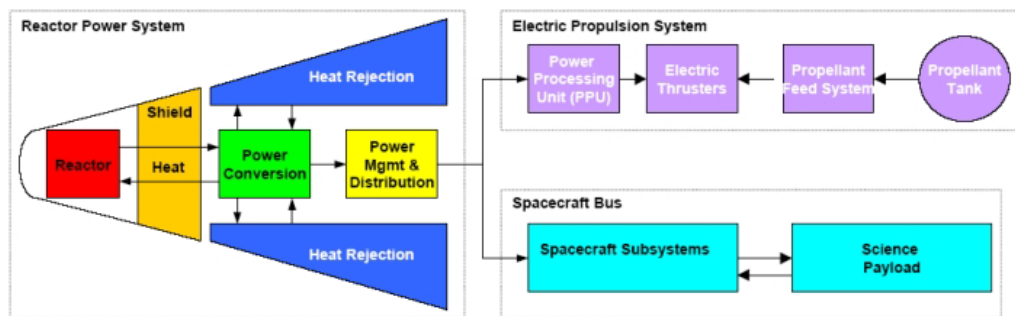 Reactor Power System
Heat Rejection
Shield
Reactor
Heat
Power
Conversion
Power
Mgmt &
Distribution
Heat Rejection
Electric Propulsion System
Power
Processing
Unit (PPU)
Electric
Thrusters
Propellant
Feed System
Propellant
Tank
Spacecraft Bus
Spacecraft Subsystems
Science
Payload